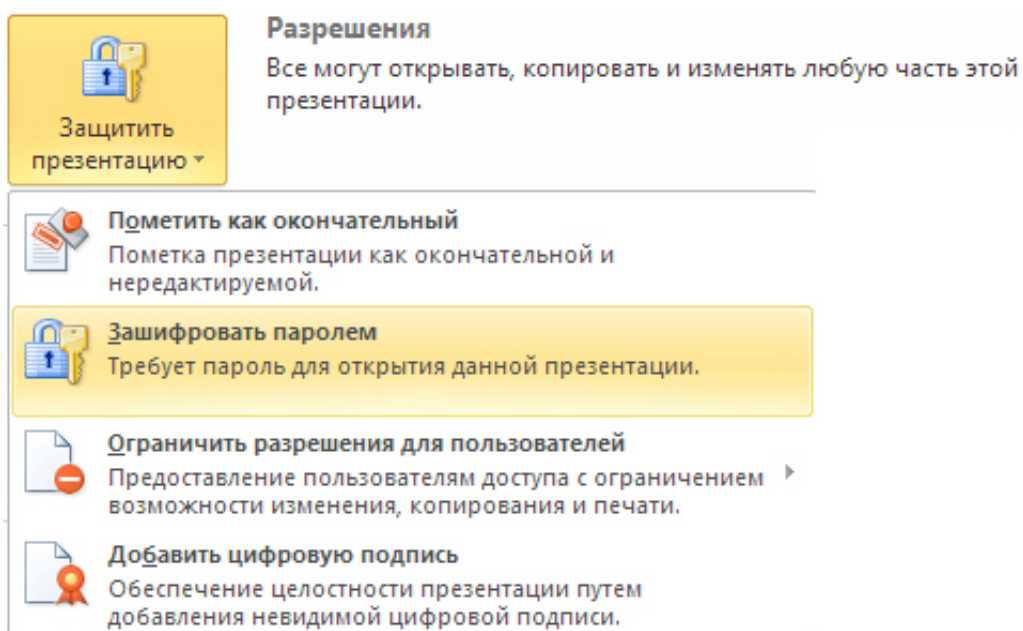 Разрешения
Все могут открывать, копировать и изменять любую часть этой
презентации.
Защитить
презентацию
Пометить как окончательный
Пометка презентации как окончательной и
нередактируемой.
Зашифровать паролем
Требует пароль для открытия данной презентации.
Ограничить разрешения для пользователей
Предоставление пользователям доступа с ограничением
возможности изменения, копирования и печати.
Добавить цифровую подпись
Обеспечение целостности презентации путем
добавления невидимой цифровой подписи.